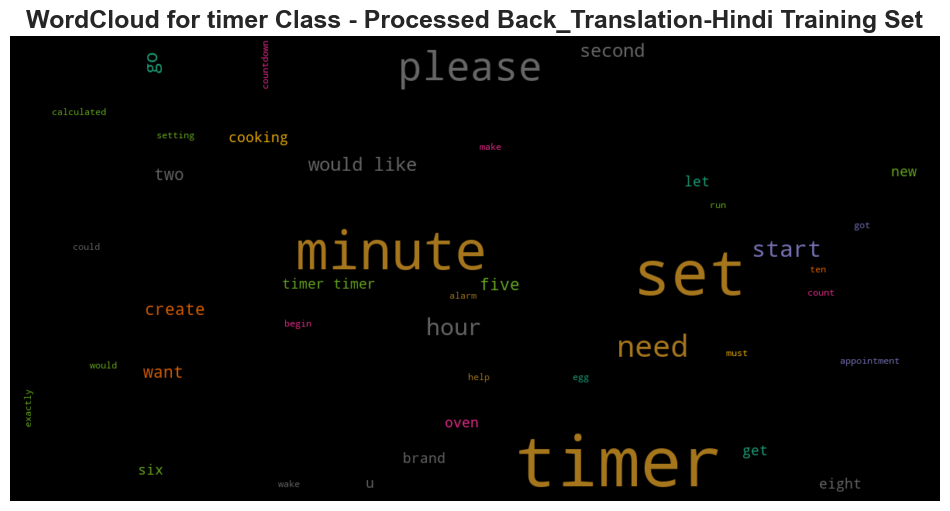 WordCloud for timer Class - Processed Back_Translation-Hindi Training Set
go
countdown
please
second
calculated
setting
cooking
make
two
would like
let
new
run
could
got
minute
set
start
ten
timer timer
five
alarm
count
create
begin
hour
need
must
would
want
help
egg
appointment
exactly
oven
timer
get
six
brand
wake
u
eight